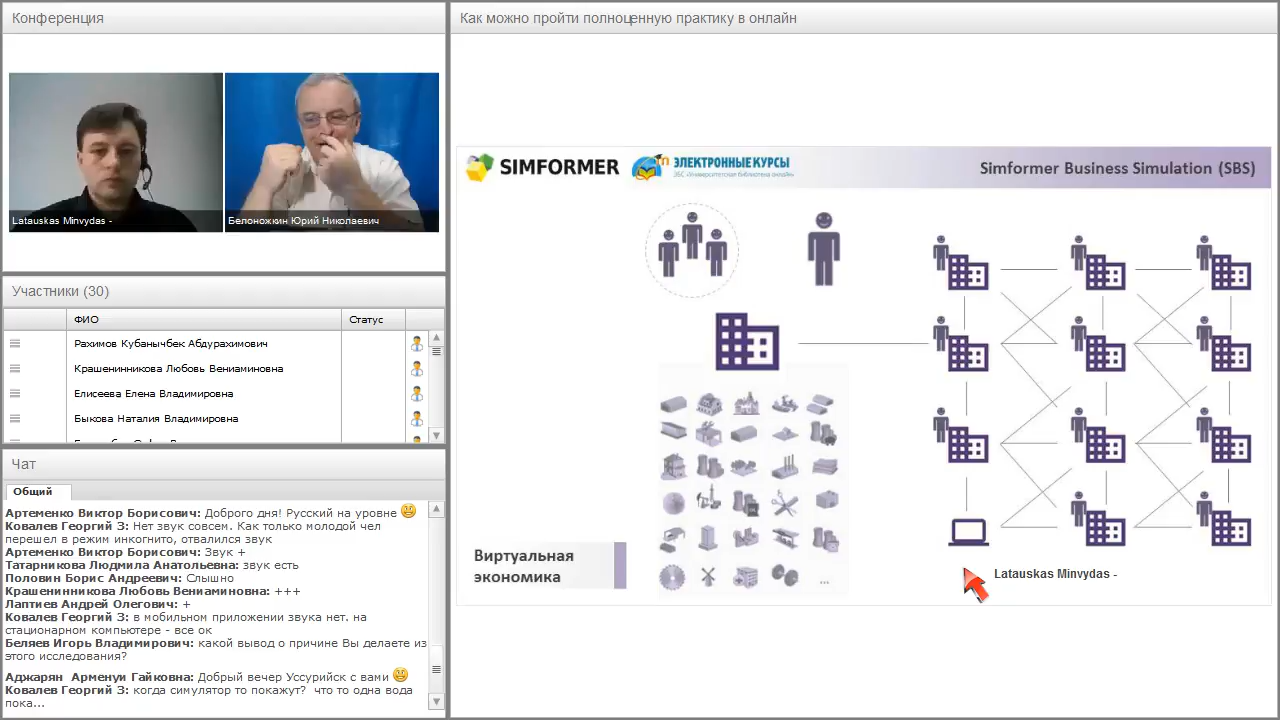 Конференция
Latauskas Minvydas -
Белоножкин Юрий Николаевич
Участники (30)
ФИО
Статус
Рахимов Кубанычбек Абдурахмович
Крашенинникова Любовь Вениаминовна
Елисеева Елена Владимировна
Быкова Наталия Владимировна
Чат
Общий
Артеменко Виктор Борисович: Доброго дня! Русский на уровне
Ковалев Георгий З: Нет звук совсем. Как только молодой чел
перешел в режим инкогнито, отвалился звук
Артеменко Виктор Борисович: Звук +
Татарникова Людмила Анатольевна: звук есть
Половин Борис Андреевич: Слышно
Крашенинникова Любовь Вениаминовна: +++
Лаптиев Андрей Олегович: +
Ковалев Георгий З: в мобильном приложении звука нет. на
стационарном компьютере - все ок
Беляев Игорь Владимирович: какой вывод о причине Вы делаете из
этого исследования?
Аджарян Арменуи Гайковна: Добрый вечер Уссурийск с вами
Ковалев Георгий З: когда симулятор то покажут? что то одна вода
пока...
Как можно пройти полноценную практику в онлайн
SIMFORMER
ЭЛЕКТРОННЫЕ КУРСЫ
ЭБС «Университетская библиотека онлайн»
Simformer Business Simulation (SBS)
Виртуальная
экономика
...
Latauskas Minvydas -